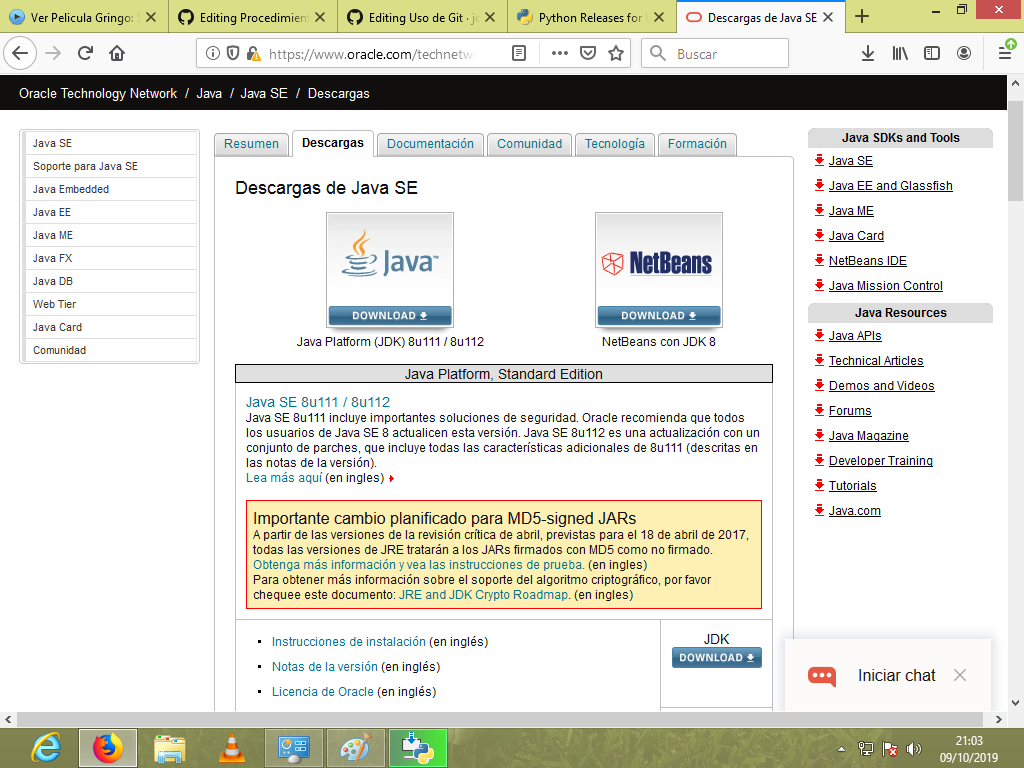 Ver Pelicula Gringo: S
Editing Procedimien
Editing Uso de Git · jo
Python Releases for W
Descargas de Java SE
https://www.oracle.com/technetw
Buscar
Oracle Technology Network / Java / Java SE / Descargas
Java SE
Soporte para Java SE
Java Embedded
Java EE
Java ME
Java FX
Java DB
Web Tier
Java Card
Comunidad
Resumen
Descargas
Documentación
Comunidad
Tecnología
Formación
Descargas de Java SE
Java™
DOWNLOAD
Java Platform (JDK) 8u111 / 8u112
NetBeans
DOWNLOAD
NetBeans con JDK 8
Java Platform, Standard Edition
Java SE 8u111 / 8u112
Java SE 8u111 incluye importantes soluciones de seguridad. Oracle recomienda que todos
los usuarios de Java SE 8 actualicen esta versión. Java SE 8u112 es una actualización con un
conjunto de parches, que incluye todas las características adicionales de 8u111 (descritas en
las notas de la versión).
Lea más aquí (en ingles)
Importante cambio planificado para MD5-signed JARs
A partir de las versiones de la revisión crítica de abril, previstas para el 18 de abril de 2017,
todas las versiones de JRE tratarán a los JARs firmados con MD5 como no firmado.
Obtenga más información y vea las instrucciones de prueba. (en ingles)
Para obtener más información sobre el soporte del algoritmo criptográfico, por favor
chequee este documento: JRE and JDK Crypto Roadmap. (en ingles)
Instrucciones de instalación (en inglés)
Notas de la versión (en inglés)
Licencia de Oracle (en inglés)
JDK
DOWNLOAD
Java SDKs and Tools
Java SE
Java EE and Glassfish
Java ME
Java Card
NetBeans IDE
Java Mission Control
Java Resources
Java APIs
Technical Articles
Demos and Videos
Forums
Java Magazine
Developer Training
Tutorials
Java.com
Iniciar chat
21:03
09/10/2019